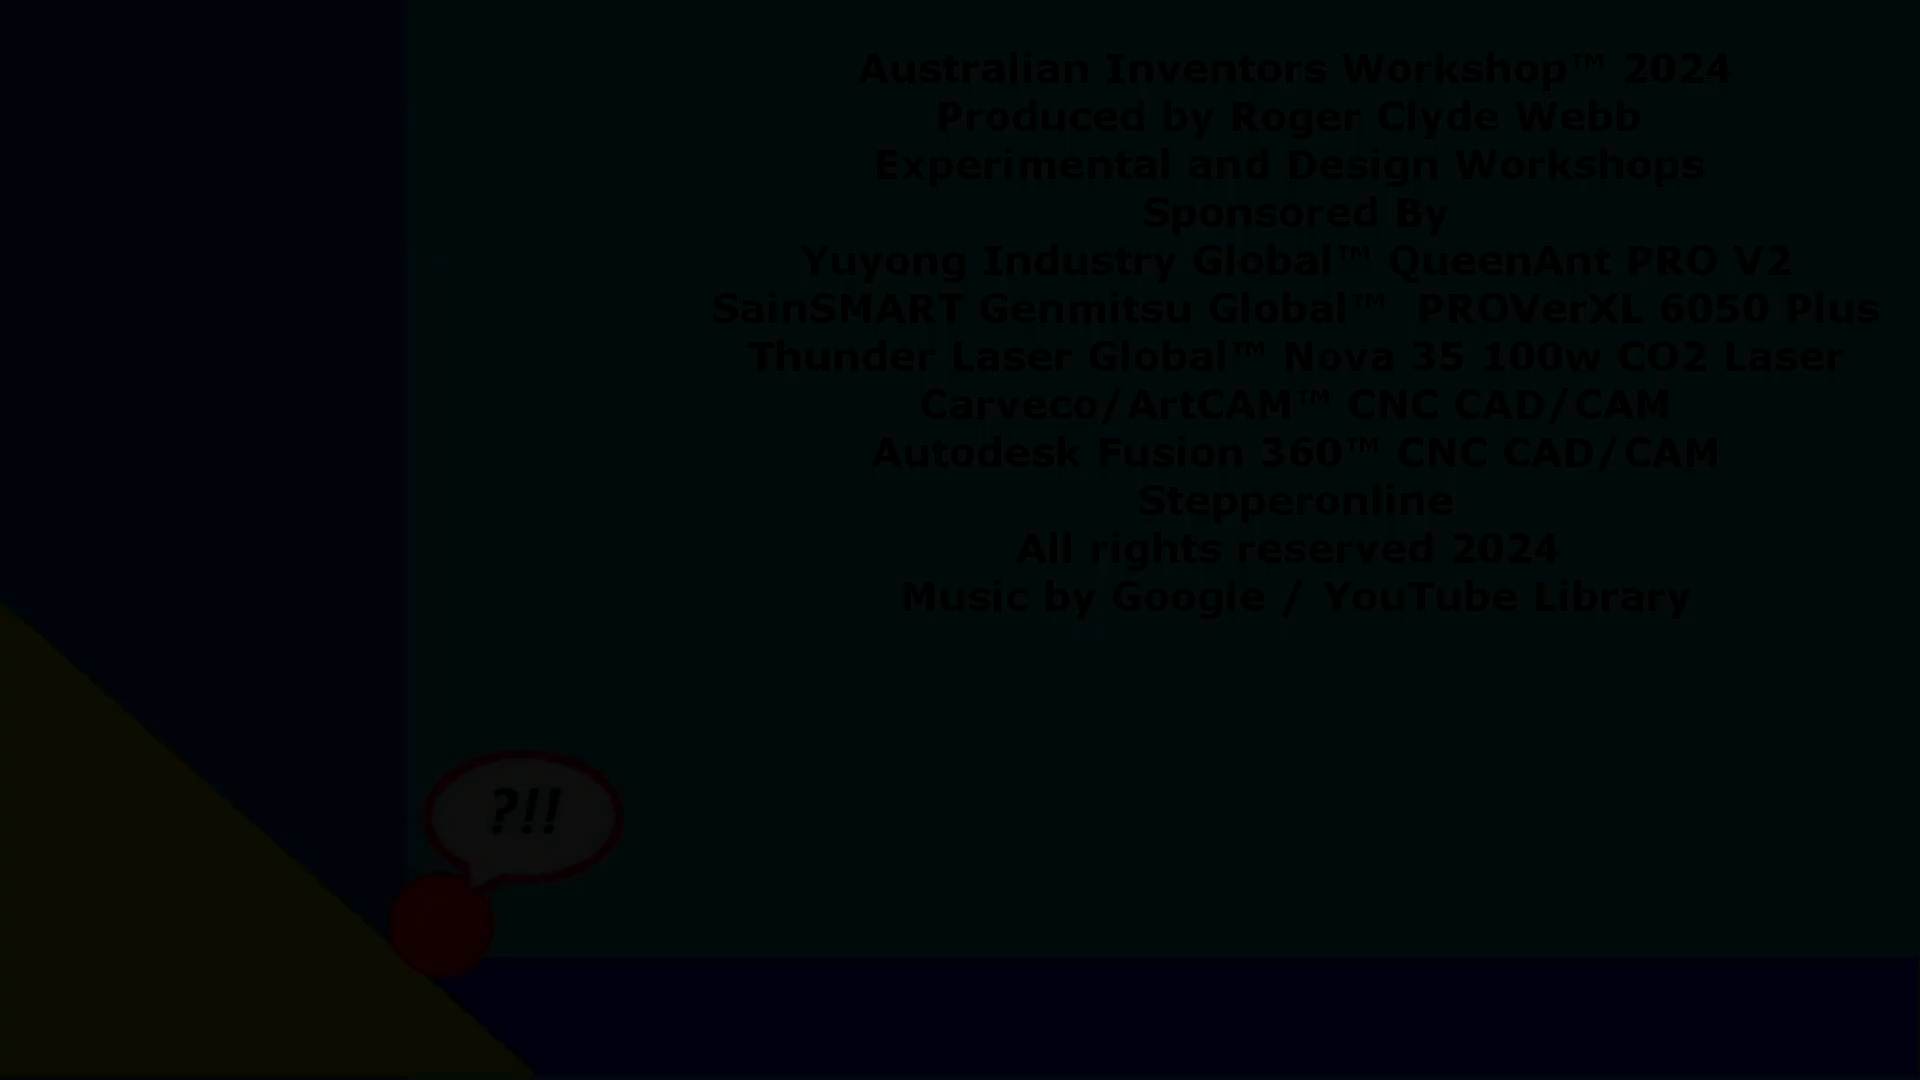 Australian Inventors Workshop™ 2024
Produced by Roger Clyde Webb
Experimental and Design Workshops
Sponsored By
Yuyong Industry Global™ QueenAnt PRO V2
SainSMART Genmitsu Global™ PROVerXL 6050 Plus
Thunder Laser Global™ Nova 35 100w CO2 Laser
Carveco/ArtCAM™ CNC CAD/CAM
Autodesk Fusion 360™ CNC CAD/CAM
Stepperonline
All rights reserved 2024
Music by Google / YouTube Library
?!!